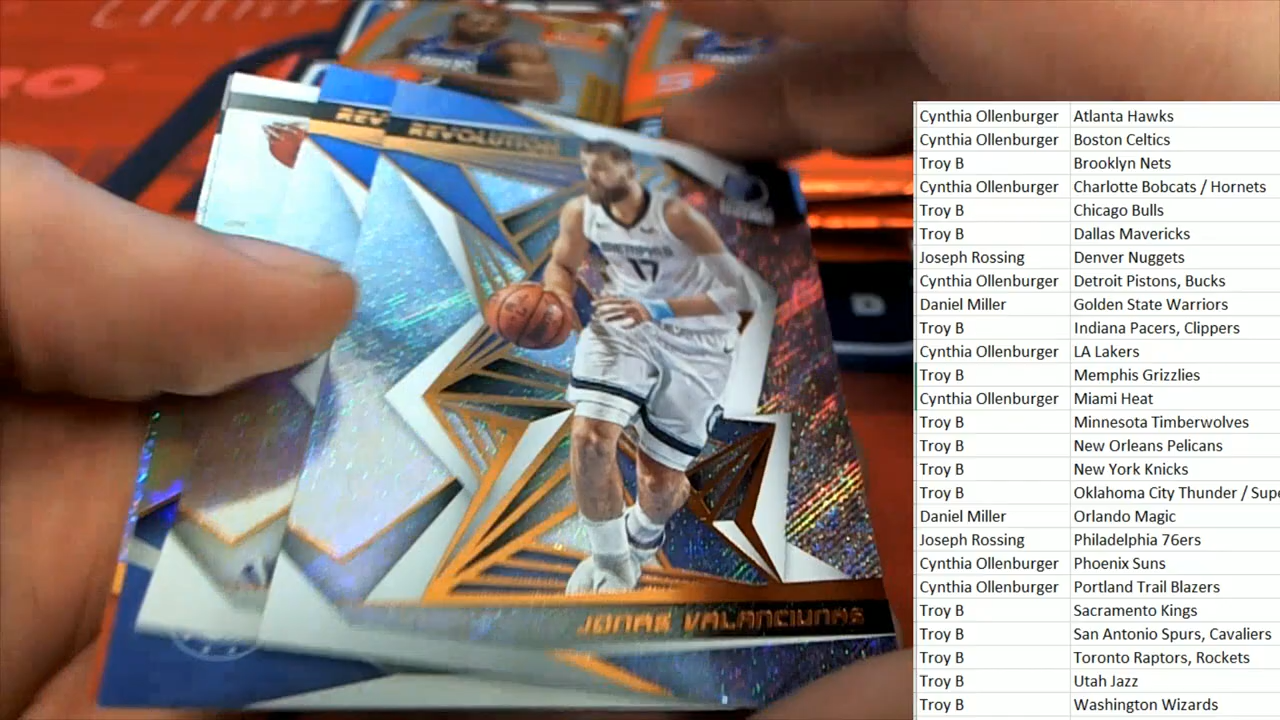 REV
REVOLUTION
MEMPHIS
17
JONAS VALANCIUNAS
Cynthia Ollenburger Atlanta Hawks
Cynthia Ollenburger Boston Celtics
Troy B Brooklyn Nets
Cynthia Ollenburger Charlotte Bobcats / Hornets
Troy B Chicago Bulls
Troy B Dallas Mavericks
Joseph Rossing Denver Nuggets
Cynthia Ollenburger Detroit Pistons, Bucks
Daniel Miller Golden State Warriors
Troy B Indiana Pacers, Clippers
Cynthia Ollenburger LA Lakers
Troy B Memphis Grizzlies
Cynthia Ollenburger Miami Heat
Troy B Minnesota Timberwolves
Troy B New Orleans Pelicans
Troy B New York Knicks
Troy B Oklahoma City Thunder / Supe
Daniel Miller Orlando Magic
Joseph Rossing Philadelphia 76ers
Cynthia Ollenburger Phoenix Suns
Cynthia Ollenburger Portland Trail Blazers
Troy B Sacramento Kings
Troy B San Antonio Spurs, Cavaliers
Troy B Toronto Raptors, Rockets
Troy B Utah Jazz
Troy B Washington Wizards